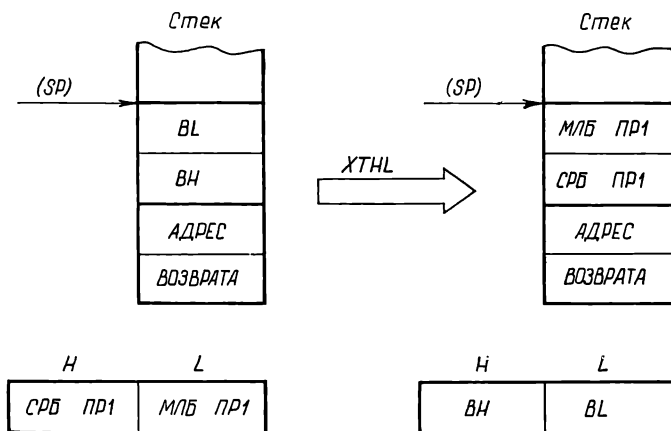 Стек Стек
(SP) (SP)
BL МЛБ ПР1
BH СРБ ПР1
XTHL
АДРЕС АДРЕС
ВОЗВРАТА ВОЗВРАТА
H L H L
СРБ ПР1 МЛБ ПР1 BH BL